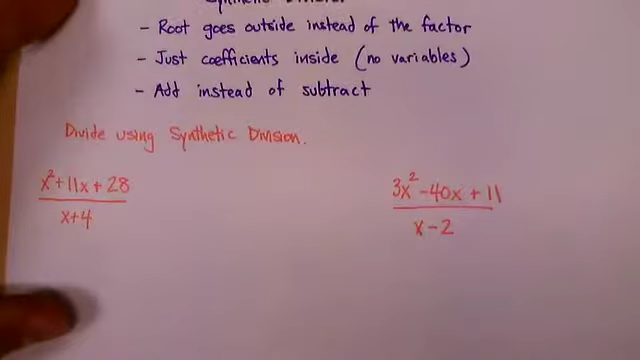 - Root goes outside instead of the factor
- Just coefficients inside (no variables)
- Add instead of subtract
Divide using Synthetic Division.
x²+11x+28
x+4
3x²-40x+11
x-2